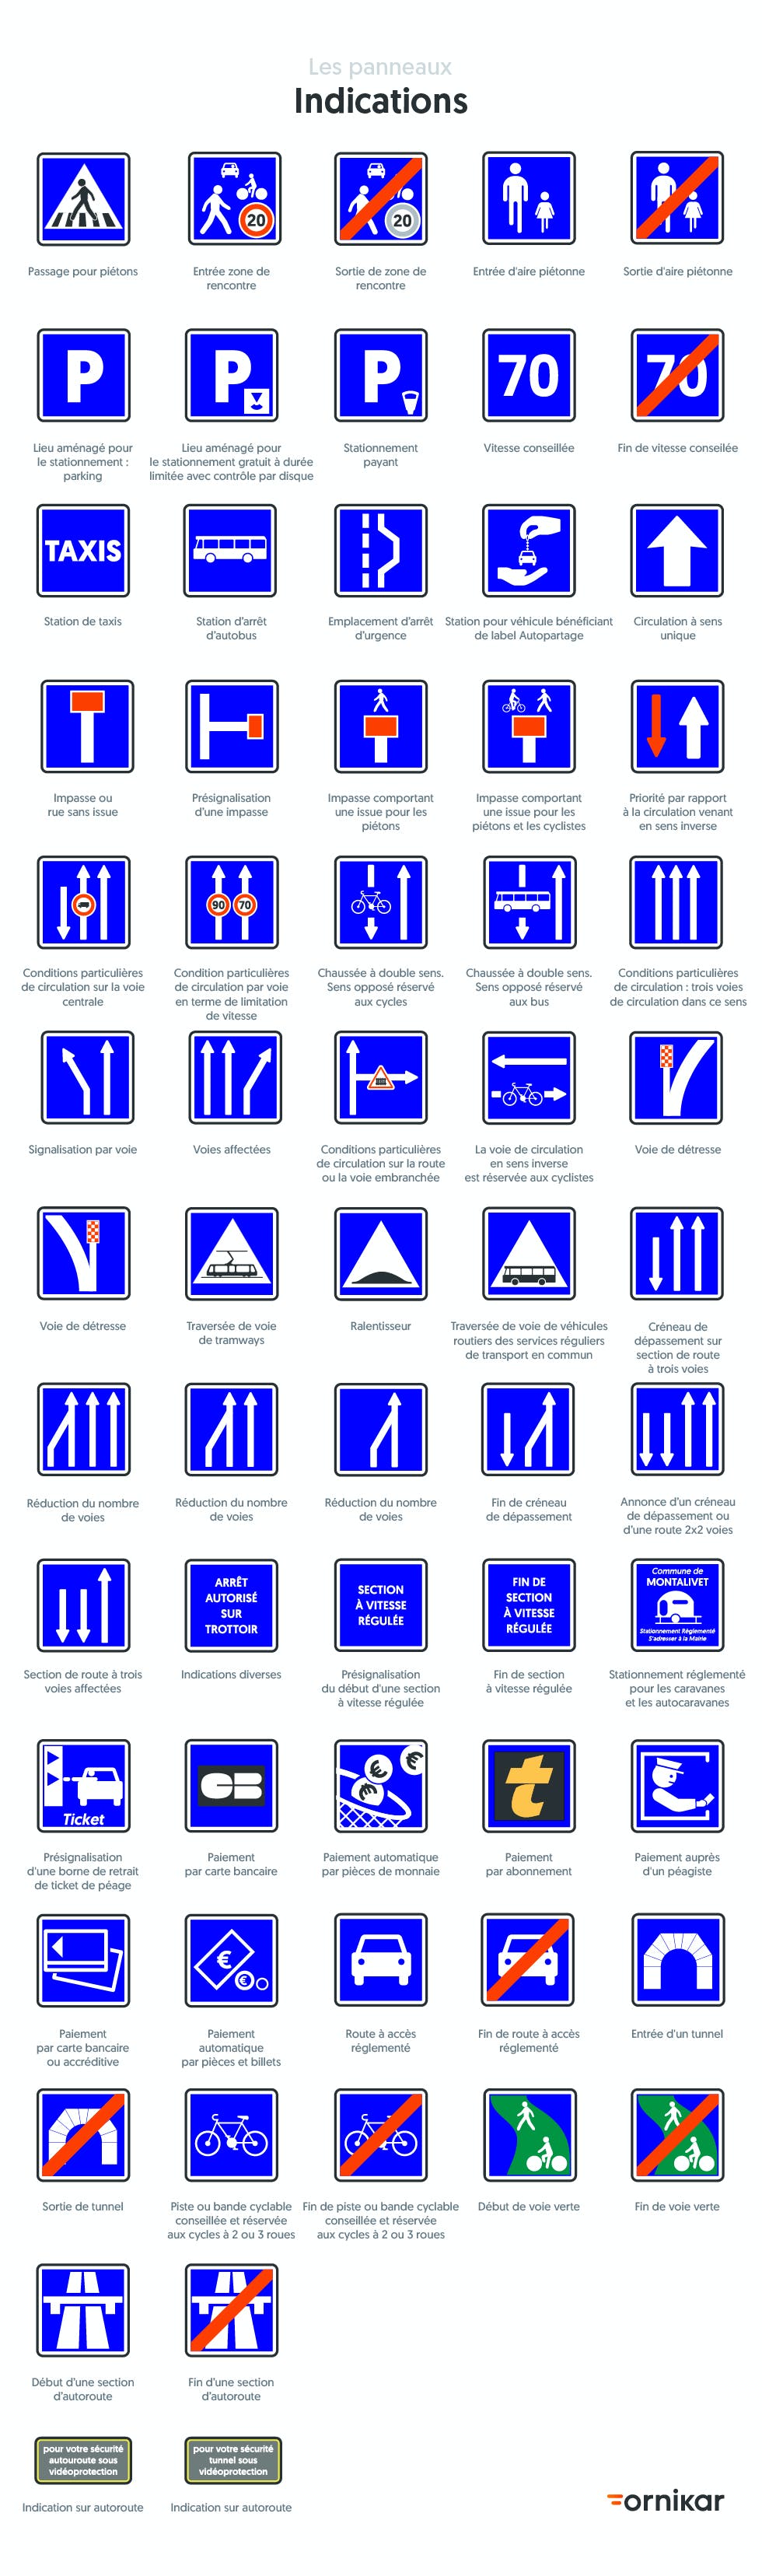 Les panneaux
Indications
20
20
Passage pour piétons
Entrée zone de
rencontre
Sortie de zone de
rencontre
Entrée d'aire piétonne
Sortie d'aire piétonne
P
P
P
70
70
Lieu aménagé pour
le stationnement :
parking
Lieu aménagé pour
le stationnement gratuit à durée
limitée avec contrôle par disque
Stationnement
payant
Vitesse conseillée
Fin de vitesse conseilée
TAXIS
Station de taxis
Station d'arrêt
d'autobus
Emplacement d'arrêt
d'urgence
Station pour véhicule bénéficiant
de label Autopartage
Circulation à sens
unique
Impasse ou
rue sans issue
Présignalisation
d'une impasse
Impasse comportant
une issue pour les
piétons
Impasse comportant
une issue pour les
piétons et les cyclistes
Priorité par rapport
à la circulation venant
en sens inverse
90 70
Conditions particulières
de circulation sur la voie
centrale
Condition particulières
de circulation par voie
en terme de limitation
de vitesse
Chaussée à double sens.
Sens opposé réservé
aux cycles
Chaussée à double sens.
Sens opposé réservé
aux bus
Conditions particulières
de circulation : trois voies
de circulation dans ce sens
Signalisation par voie
Voies affectées
Conditions particulières
de circulation sur la route
ou la voie embranchée
La voie de circulation
en sens inverse
est réservée aux cyclistes
Voie de détresse
Voie de détresse
Traversée de voie
de tramways
Ralentisseur
Traversée de voie de véhicules
routiers des services réguliers
de transport en commun
Créneau de
dépassement sur
section de route
à trois voies
Réduction du nombre
de voies
Réduction du nombre
de voies
Réduction du nombre
de voies
Fin de créneau
de dépassement
Annonce d'un créneau
de dépassement ou
d'une route 2x2 voies
ARRÊT
AUTORISÉ
SUR
TROTTOIR
SECTION
À VITESSE
RÉGULÉE
FIN DE
SECTION
À VITESSE
RÉGULÉE
Commune de
MONTALIVET
Stationnement Réglementé
S'adresser à la Mairie
Section de route à trois
voies affectées
Indications diverses
Présignalisation
du début d'une section
à vitesse régulée
Fin de section
à vitesse régulée
Stationnement réglementé
pour les caravanes
et les autocaravanes
Ticket
CB
€ € €
t
Présignalisation
d'une borne de retrait
de ticket de péage
Paiement
par carte bancaire
Paiement automatique
par pièces de monnaie
Paiement
par abonnement
Paiement auprès
d'un péagiste
€ €
Paiement
par carte bancaire
ou accréditive
Paiement
automatique
par pièces et billets
Route à accès
réglementé
Fin de route à accès
réglementé
Entrée d'un tunnel
Sortie de tunnel
Piste ou bande cyclable
conseillée et réservée
aux cycles à 2 ou 3 roues
Fin de piste ou bande cyclable
conseillée et réservée
aux cycles à 2 ou 3 roues
Début de voie verte
Fin de voie verte
Début d'une section
d'autoroute
Fin d'une section
d'autoroute
pour votre sécurité
autouroute sous
vidéoprotection
pour votre sécurité
tunnel sous
vidéoprotection
Indication sur autoroute
Indication sur autoroute
ornikar